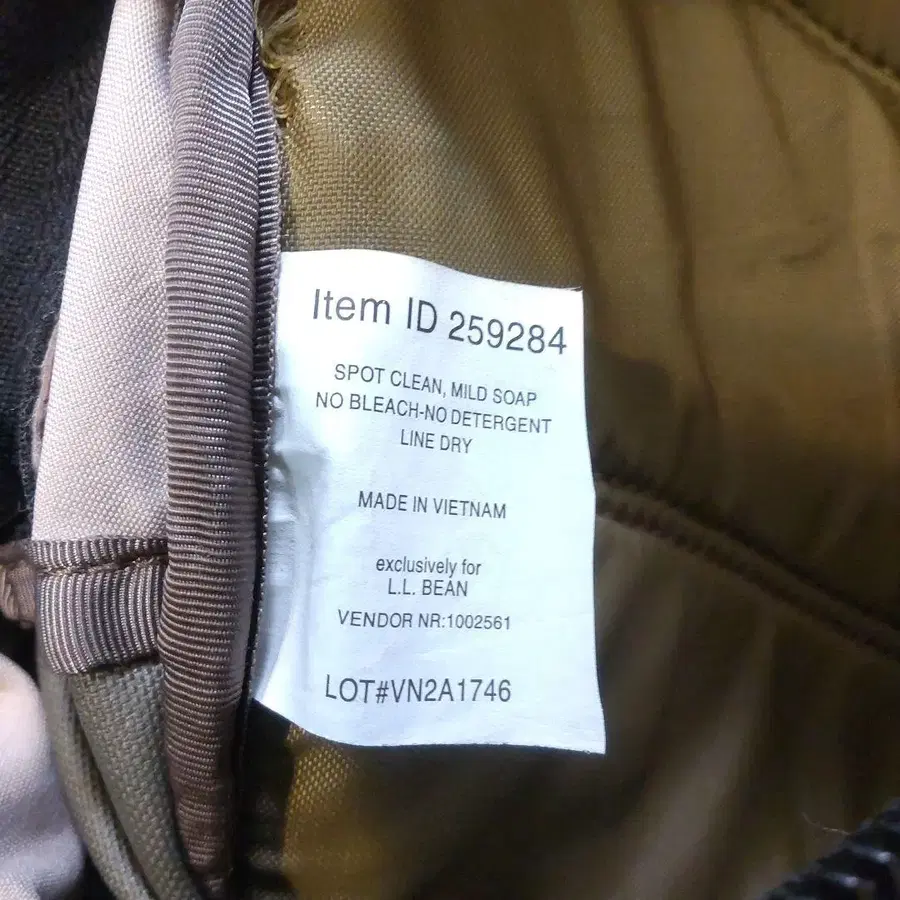 Item ID 259284
SPOT CLEAN, MILD SOAP
NO BLEACH-NO DETERGENT
LINE DRY
MADE IN VIETNAM
exclusively for
L.L. BEAN
VENDOR NR:1002561
LOT#VN2A1746